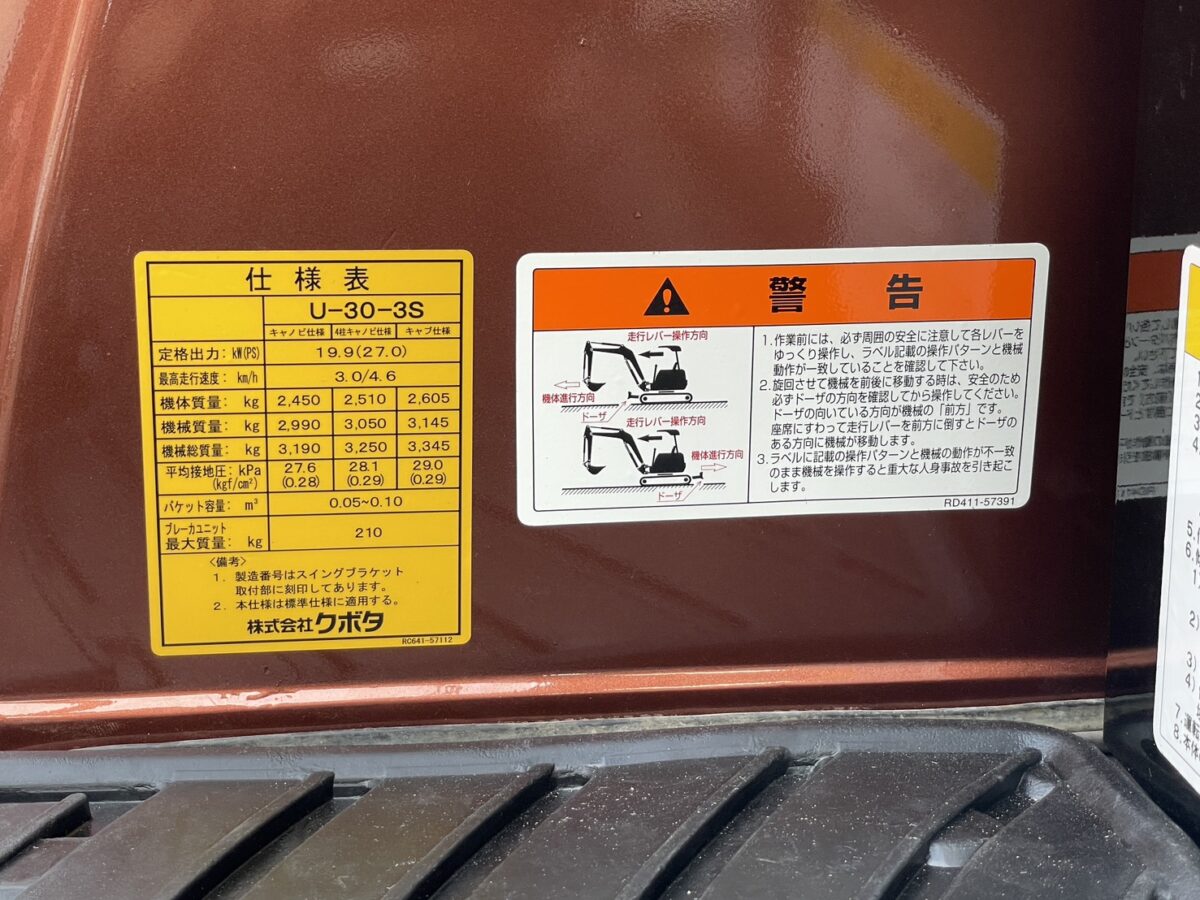 仕様表
U-30-3S
キャノピ仕様 4柱キャノピ仕様 キャブ仕様
定格出力: kW(PS) 19.9(27.0)
最高走行速度: km/h 3.0/4.6
機体質量: kg 2,450 2,510 2,605
機械質量: kg 2,990 3,050 3,145
機械総質量: kg 3,190 3,250 3,345
平均接地圧: kPa 27.6 28.1 29.0
(kgf/cm²) (0.28) (0.29) (0.29)
バケット容量: m³ 0.05~0.10
ブレーカユニット
最大質量: kg 210
<備考>
1. 製造番号はスイングブラケット
取付部に刻印してあります。
2. 本仕様は標準仕様に適用する。
株式会社クボタ
RC641-57112
警告
走行レバー操作方向
機体進行方向
ドーザ
走行レバー操作方向
機体進行方向
ドーザ
1.作業前には、必ず周囲の安全に注意して各レバーを
ゆっくり操作し、ラベル記載の操作パターンと機械
動作が一致していることを確認して下さい。
2.旋回させて機械を前後に移動する時は、安全のため
必ずドーザの方向を確認してから操作してください。
ドーザの向いている方向が機械の「前方」です。
座席にすわって走行レバーを前方に倒すとドーザの
ある方向に機械が移動します。
3.ラベルに記載の操作パターンと機械の動作が不一致
のまま機械を操作すると重大な人身事故を引き起こ
します。
RD411-57391
5.
6.
2)
3)
4)
7.運転
8.本体